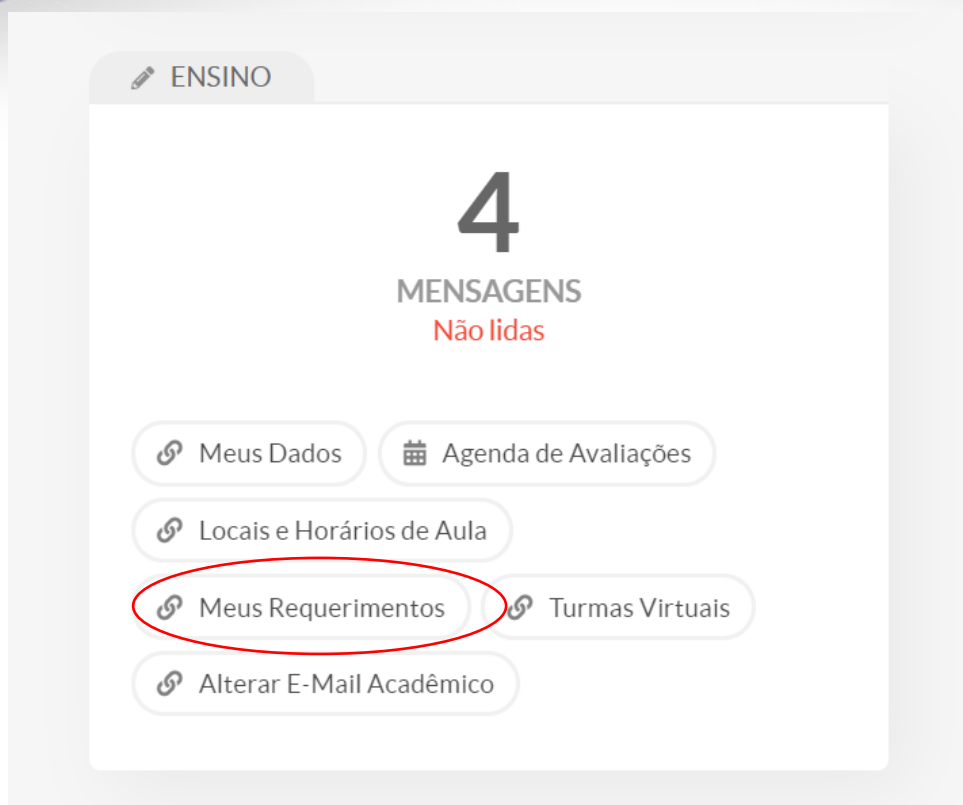 ENSINO
4
MENSAGENS
Não lidas
Meus Dados
Agenda de Avaliações
Locais e Horários de Aula
Meus Requerimentos
Turmas Virtuais
Alterar E-Mail Acadêmico